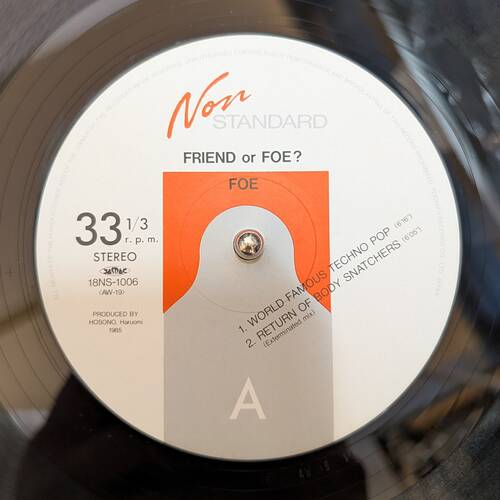 Non
STANDARD
FRIEND or FOE?
FOE
33 1/3
r.p.m.
STEREO
JASRAC
18NS-1006
(AW-19)
PRODUCED BY
HOSONO, Haruomi
1985
1. WORLD FAMOUS TECHNO POP (6'16")
2. RETURN OF BODY SNATCHERS (6'05")
(Exterminated mix)
A